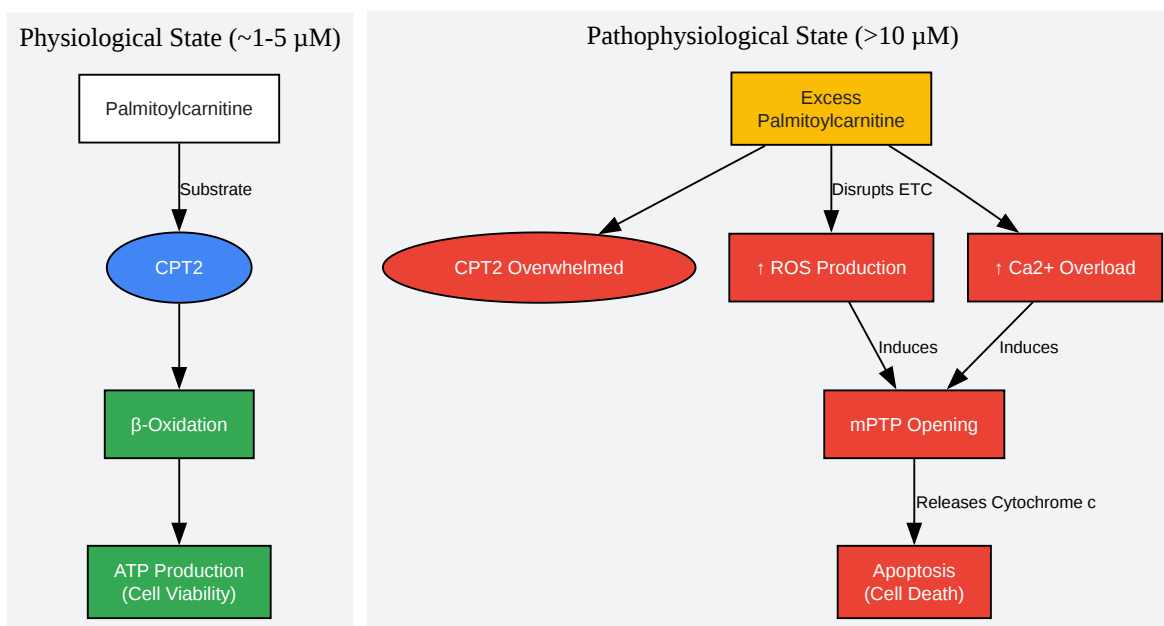 Physiological State (~1-5 µM)
Palmitoylcarnitine
Substrate
CPT2
β-Oxidation
ATP Production
(Cell Viability)
Pathophysiological State (>10 µM)
Excess
Palmitoylcarnitine
Disrupts ETC
CPT2 Overwhelmed
↑ ROS Production
↑ Ca2+ Overload
Induces
Induces
mPTP Opening
Releases Cytochrome c
Apoptosis
(Cell Death)